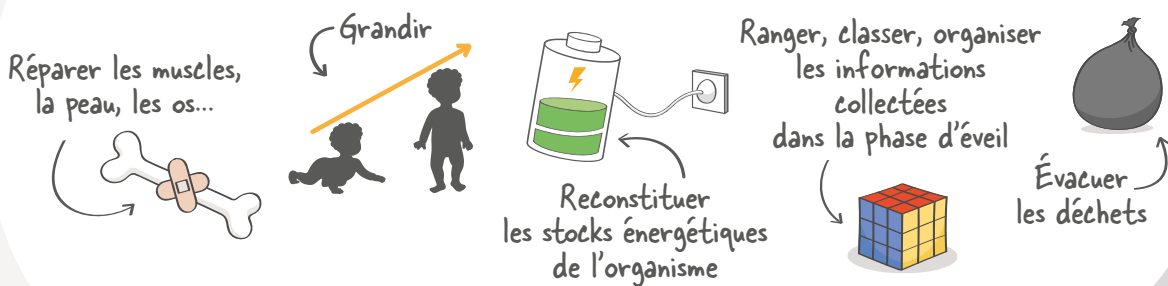 Réparer les muscles,
la peau, les os...
Grandir
Reconstituer
les stocks énergétiques
de l'organisme
Ranger, classer, organiser
les informations
collectées
dans la phase d'éveil
Évacuer
les déchets